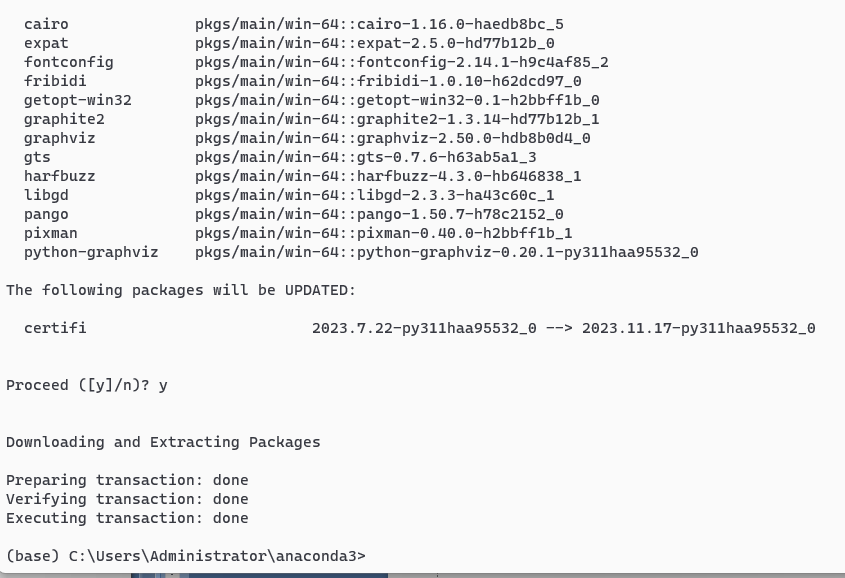 cairo pkgs/main/win-64::cairo-1.16.0-haedb8bc_5
expat pkgs/main/win-64::expat-2.5.0-hd77b12b_0
fontconfig pkgs/main/win-64::fontconfig-2.14.1-h9c4af85_2
fribidi pkgs/main/win-64::fribidi-1.0.10-h62dcd97_0
getopt-win32 pkgs/main/win-64::getopt-win32-0.1-h2bbff1b_0
graphite2 pkgs/main/win-64::graphite2-1.3.14-hd77b12b_1
graphviz pkgs/main/win-64::graphviz-2.50.0-hdb8b0d4_0
gts pkgs/main/win-64::gts-0.7.6-h63ab5a1_3
harfbuzz pkgs/main/win-64::harfbuzz-4.3.0-hb646838_1
libgd pkgs/main/win-64::libgd-2.3.3-ha43c60c_1
pango pkgs/main/win-64::pango-1.50.7-h78c2152_0
pixman pkgs/main/win-64::pixman-0.40.0-h2bbff1b_1
python-graphviz pkgs/main/win-64::python-graphviz-0.20.1-py311haa95532_0
The following packages will be UPDATED:
certifi 2023.7.22-py311haa95532_0 --> 2023.11.17-py311haa95532_0
Proceed ([y]/n)? y
Downloading and Extracting Packages
Preparing transaction: done
Verifying transaction: done
Executing transaction: done
(base) C:\Users\Administrator\anaconda3>